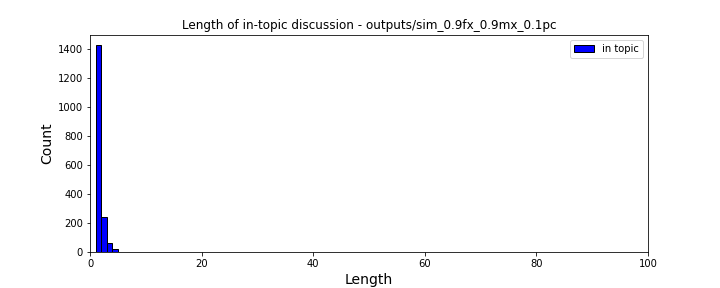 Length of in-topic discussion - outputs/sim_0.9fx_0.9mx_0.1pc
in topic
Count
1400
1200
1000
800
600
400
200
0
0 20 40 60 80 100
Length